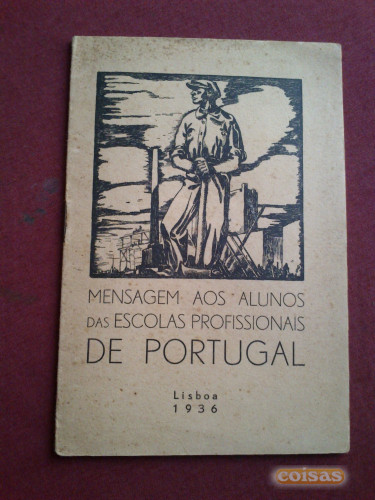 MENSAGEM AOS ALUNOS
DAS ESCOLAS PROFISSIONAIS
DE PORTUGAL
Lisboa
1936
coisas